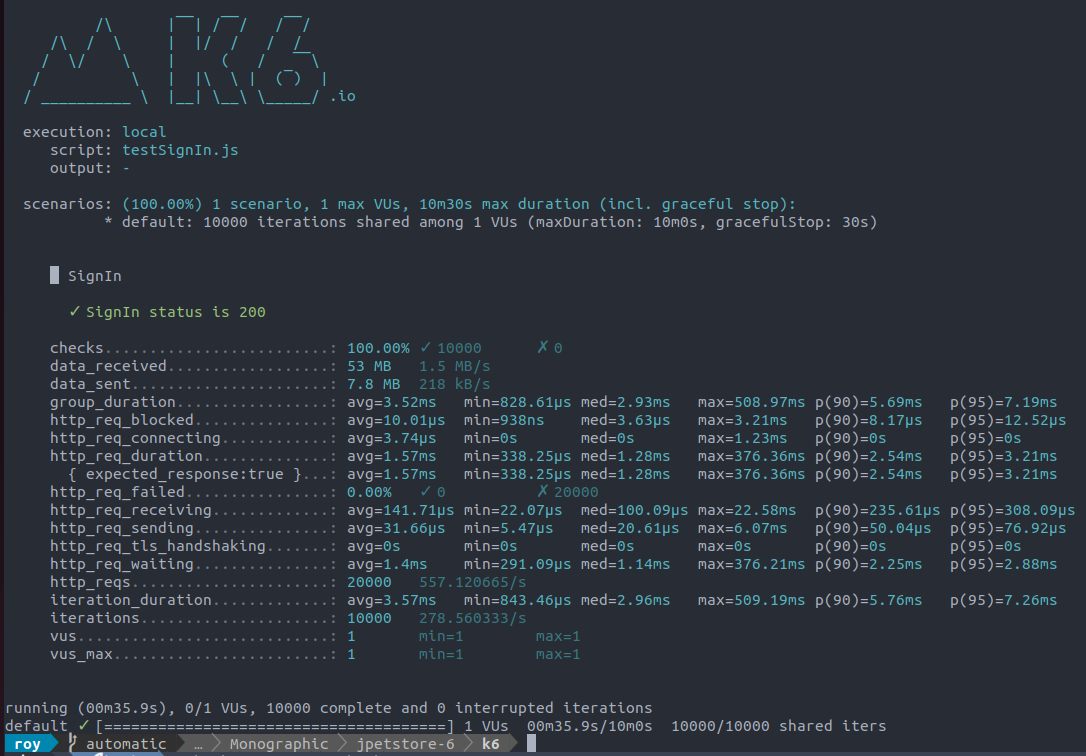 K6
.io
execution: local
script: testSignIn.js
output: -
scenarios: (100.00%) 1 scenario, 1 max VUs, 10m30s max duration (incl. graceful stop):
* default: 10000 iterations shared among 1 VUs (maxDuration: 10m0s, gracefulStop: 30s)
█ SignIn
✓ SignIn status is 200
checks.........................: 100.00% ✓ 10000 ✗ 0
data_received..................: 53 MB 1.5 MB/s
data_sent......................: 7.8 MB 218 kB/s
group_duration.................: avg=3.52ms min=828.61µs med=2.93ms max=508.97ms p(90)=5.69ms p(95)=7.19ms
http_req_blocked...............: avg=10.01µs min=938ns med=3.63µs max=3.21ms p(90)=8.17µs p(95)=12.52µs
http_req_connecting............: avg=3.74µs min=0s med=0s max=1.23ms p(90)=0s p(95)=0s
http_req_duration..............: avg=1.57ms min=338.25µs med=1.28ms max=376.36ms p(90)=2.54ms p(95)=3.21ms
{ expected_response:true }...: avg=1.57ms min=338.25µs med=1.28ms max=376.36ms p(90)=2.54ms p(95)=3.21ms
http_req_failed................: 0.00% ✓ 0 ✗ 20000
http_req_receiving.............: avg=141.71µs min=22.07µs med=100.09µs max=22.58ms p(90)=235.61µs p(95)=308.09µs
http_req_sending...............: avg=31.66µs min=5.47µs med=20.61µs max=6.07ms p(90)=50.04µs p(95)=76.92µs
http_req_tls_handshaking.......: avg=0s min=0s med=0s max=0s p(90)=0s p(95)=0s
http_req_waiting...............: avg=1.4ms min=291.09µs med=1.14ms max=376.21ms p(90)=2.25ms p(95)=2.88ms
http_reqs......................: 20000 557.120665/s
iteration_duration.............: avg=3.57ms min=843.46µs med=2.96ms max=509.19ms p(90)=5.76ms p(95)=7.26ms
iterations.....................: 10000 278.560333/s
vus............................: 1 min=1 max=1
vus_max........................: 1 min=1 max=1
running (00m35.9s), 0/1 VUs, 10000 complete and 0 interrupted iterations
default ✓ [======================================] 1 VUs 00m35.9s/10m0s 10000/10000 shared iters
roy automatic … Monographic jpetstore-6 k6